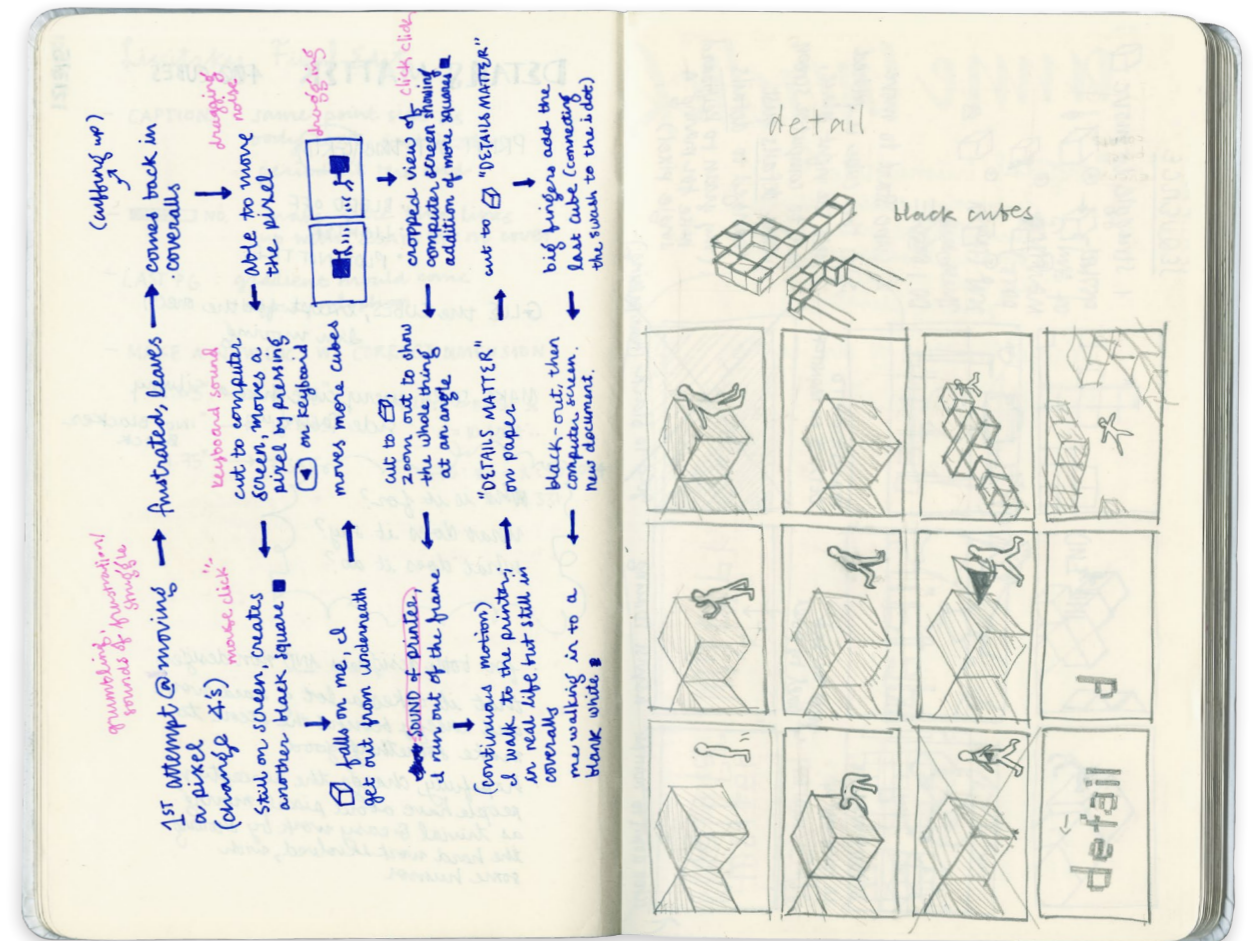 grumbling,
sounds of frustration/
struggle
1ST attempt @ moving
a pixel
frustrated, leaves
(cuffing up)
comes back in
coveralls
dragging
noise
able to move
the pixel
keyboard sound
cut to computer
screen, moves a
pixel by pressing
on keyboard
"mouse click"
still on screen creates
another black square
falls on me, I
get out from underneath
moves more cubes
dragging
click click
cropped view of
computer screen showing
addition of more squares
cut to
zoom out to show
the whole thing
at an angle
SOUND of printer,
I run out of the frame
(continuous motion)
I walk to the printer,
in real life, but still in
coveralls
"DETAILS MATTER"
on paper
cut to "DETAILS MATTER"
big fingers add the
last cube (connecting
the swash to the i dot)
black-out, then
computer screen.
New document.
me walking in to a
blank white
detail
black cubes
d
detail